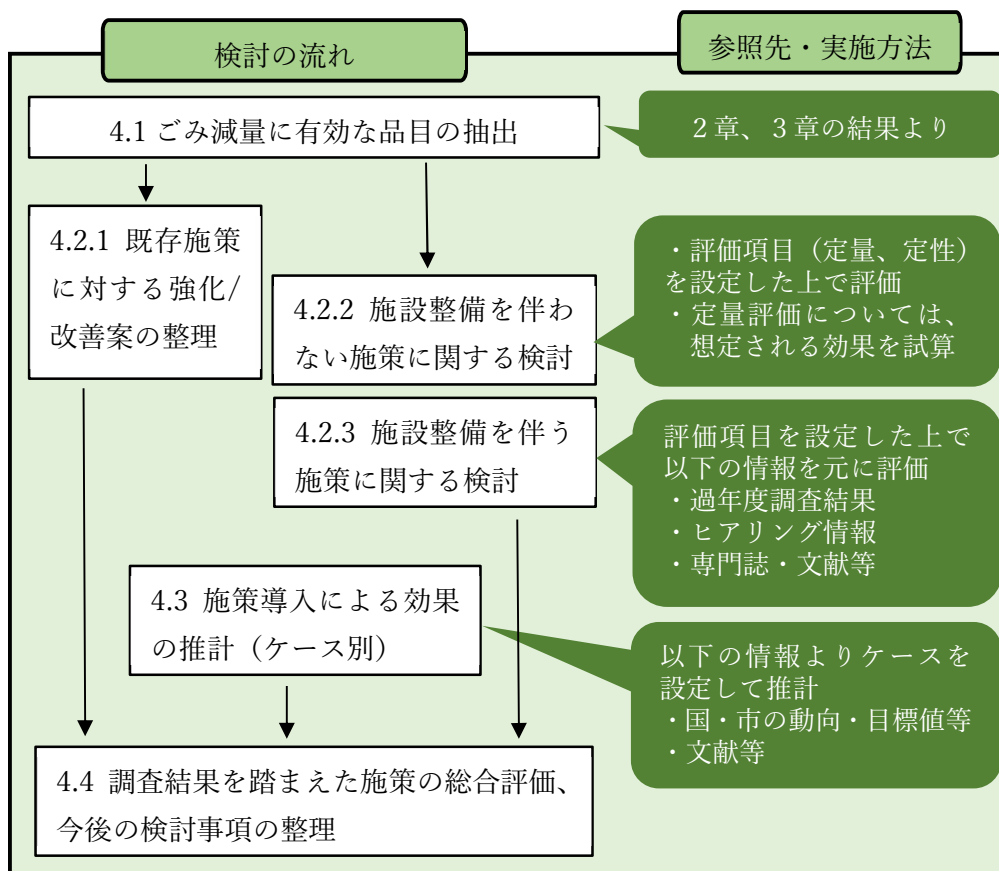 検討の流れ
参照先・実施方法
4.1 ごみ減量に有効な品目の抽出
２章、３章の結果より
4.2.1 既存施策
に対する強化/
改善案の整理
4.2.2 施設整備を伴わ
ない施策に関する検討
・評価項目（定量、定性）
を設定した上で評価
・定量評価については、
想定される効果を試算
4.2.3 施設整備を伴う
施策に関する検討
評価項目を設定した上で
以下の情報を元に評価
・過年度調査結果
・ヒアリング情報
・専門誌・文献等
4.3 施策導入による効果
の推計（ケース別）
以下の情報よりケースを
設定して推計
・国・市の動向・目標値等
・文献等
4.4 調査結果を踏まえた施策の総合評価、
今後の検討事項の整理